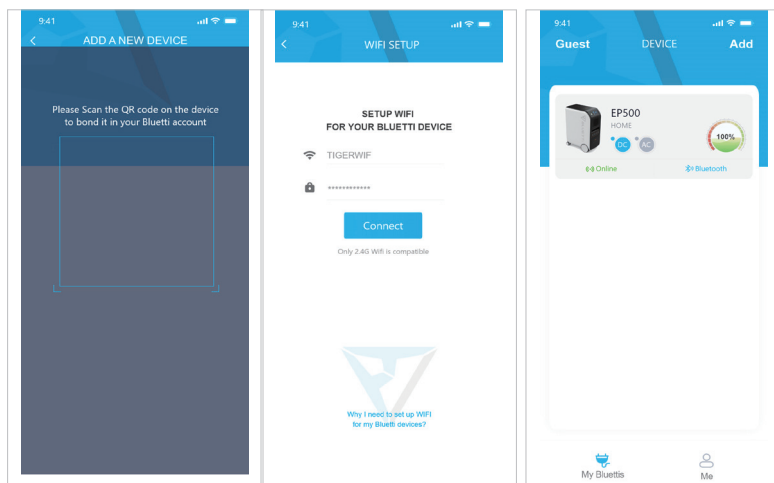 9:41
ADD A NEW DEVICE
Please Scan the QR code on the device
to bond it in your Bluetti account
9:41
WIFI SETUP
SETUP WIFI
FOR YOUR BLUETTI DEVICE
TIGERWIF
************
Connect
Only 2.4G Wifi is compatible
Why I need to set up WIFI
for my Bluetti devices?
9:41
Guest DEVICE Add
EP500
HOME
DC AC
100%
Online Bluetooth
My Bluettis Me